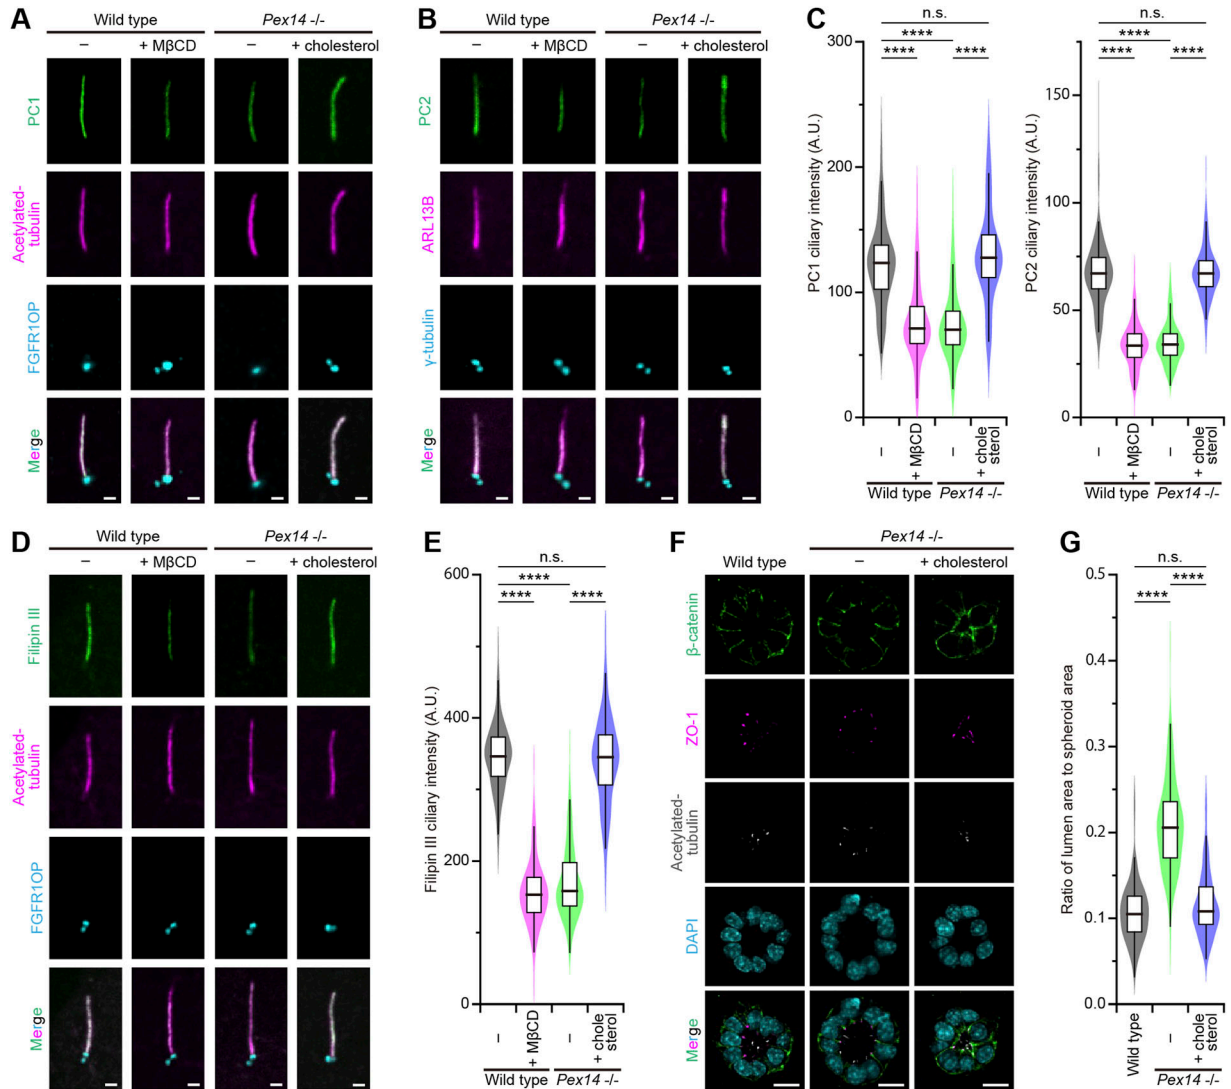 A
Wild type
Pex14 -/-
–
+ MβCD
–
+ cholesterol
PC1
Acetylated-
tubulin
FGFR1OP
Merge
B
Wild type
Pex14 -/-
–
+ MβCD
–
+ cholesterol
PC2
ARL13B
γ-tubulin
Merge
C
n.s.
****
**** ****
PC1 ciliary intensity (A.U.)
300
200
100
0
–
+ MβCD
–
+ chole
sterol
Wild type
Pex14 -/-
n.s.
****
**** ****
PC2 ciliary intensity (A.U.)
150
100
50
0
–
+ MβCD
–
+ chole
sterol
Wild type
Pex14 -/-
D
Wild type
Pex14 -/-
–
+ MβCD
–
+ cholesterol
Filipin III
Acetylated-
tubulin
FGFR1OP
Merge
E
n.s.
****
**** ****
Filipin III ciliary intensity (A.U.)
600
400
200
0
–
+ MβCD
–
+ chole
sterol
Wild type
Pex14 -/-
F
Pex14 -/-
Wild type
–
+ cholesterol
β-catenin
ZO-1
Acetylated-
tubulin
DAPI
Merge
G
n.s.
****
****
Ratio of lumen area to spheroid area
0.5
0.4
0.3
0.2
0.1
0.0
Wild type
–
+ chole
sterol
Pex14 -/-